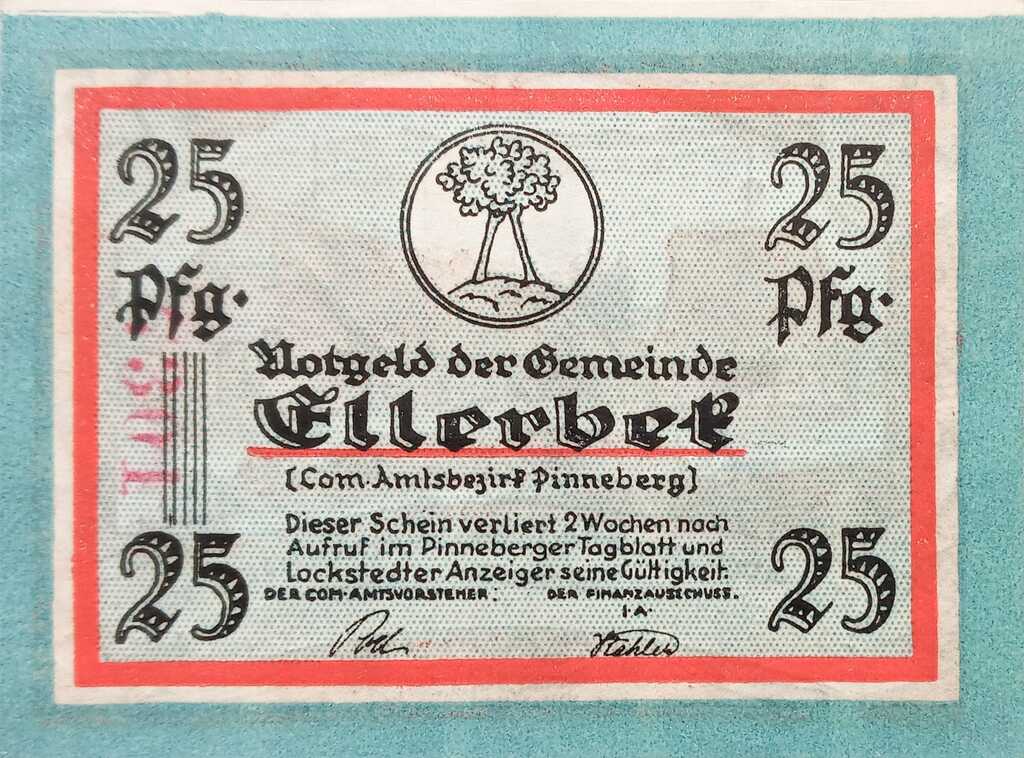 25
25
Pfg.
Pfg.
Notgeld der Gemeinde
Ellerbek
(Com. Amtsbezirk Pinneberg)
Dieser Schein verliert 2 Wochen nach
Aufruf im Pinneberger Tagblatt und
Lockstedter Anzeiger seine Gültigkeit.
DER COM. AMTSVORSTEHER: DER FINANZAUSSCHUSS.
I.A.
25
25